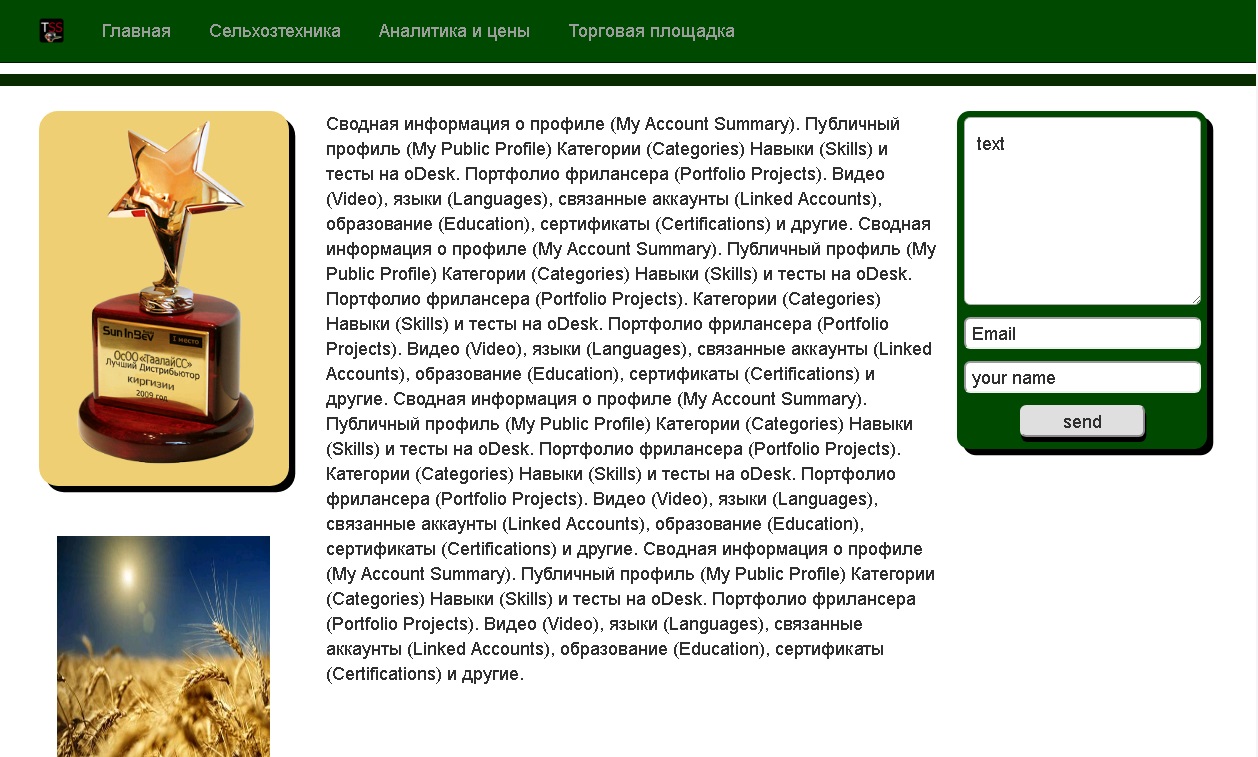 TSS
Главная
Сельхозтехника
Аналитика и цены
Торговая площадка
Sun InBev
I место
ОсОО «ТаалайСС»
Лучший Дистрибьютор
киргизии
2009 год
Сводная информация о профиле (My Account Summary). Публичный
профиль (My Public Profile) Категории (Categories) Навыки (Skills) и
тесты на oDesk. Портфолио фрилансера (Portfolio Projects). Видео
(Video), языки (Languages), связанные аккаунты (Linked Accounts),
образование (Education), сертификаты (Certifications) и другие. Сводная
информация о профиле (My Account Summary). Публичный профиль (My
Public Profile) Категории (Categories) Навыки (Skills) и тесты на oDesk.
Портфолио фрилансера (Portfolio Projects). Категории (Categories)
Навыки (Skills) и тесты на oDesk. Портфолио фрилансера (Portfolio
Projects). Видео (Video), языки (Languages), связанные аккаунты (Linked
Accounts), образование (Education), сертификаты (Certifications) и
другие. Сводная информация о профиле (My Account Summary).
Публичный профиль (My Public Profile) Категории (Categories) Навыки
(Skills) и тесты на oDesk. Портфолио фрилансера (Portfolio Projects).
Категории (Categories) Навыки (Skills) и тесты на oDesk. Портфолио
фрилансера (Portfolio Projects). Видео (Video), языки (Languages),
связанные аккаунты (Linked Accounts), образование (Education),
сертификаты (Certifications) и другие. Сводная информация о профиле
(My Account Summary). Публичный профиль (My Public Profile) Категории
(Categories) Навыки (Skills) и тесты на oDesk. Портфолио фрилансера
(Portfolio Projects). Видео (Video), языки (Languages), связанные
аккаунты (Linked Accounts), образование (Education), сертификаты
(Certifications) и другие.
text
Email
your name
send